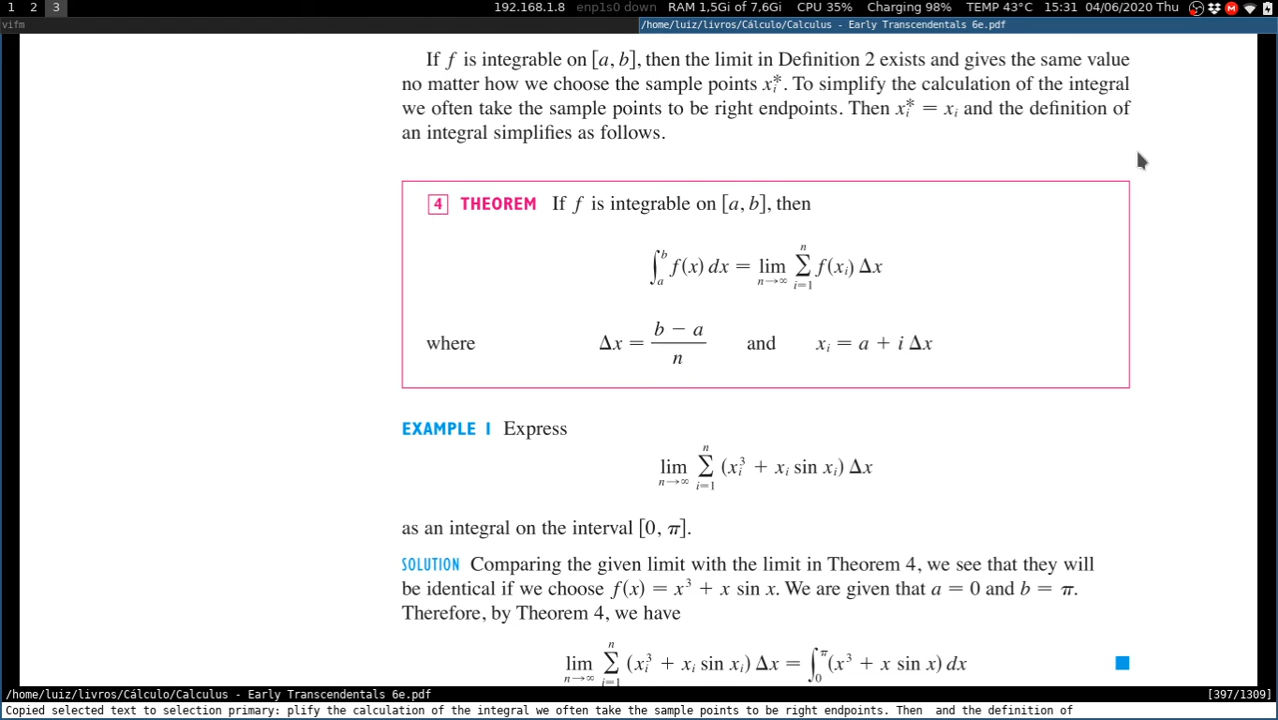 1 2 3 192.168.1.8 enp1s0 down RAM 1,5Gi of 7,6Gi CPU 35% Charging 98% TEMP 43°C 15:31 04/06/2020 Thu
vifm /home/luiz/livros/Cálculo/Calculus - Early Transcendentals 6e.pdf
If f is integrable on [a, b], then the limit in Definition 2 exists and gives the same value
no matter how we choose the sample points xᵢ*. To simplify the calculation of the integral
we often take the sample points to be right endpoints. Then xᵢ* = xᵢ and the definition of
an integral simplifies as follows.
4 THEOREM If f is integrable on [a, b], then
∫ₐᵇ f(x) dx = lim_{n→∞} ∑_{i=1}^{n} f(xᵢ) Δx
where Δx = (b − a)/n and xᵢ = a + i Δx
EXAMPLE 1 Express
lim_{n→∞} ∑_{i=1}^{n} (xᵢ³ + xᵢ sin xᵢ) Δx
as an integral on the interval [0, π].
SOLUTION Comparing the given limit with the limit in Theorem 4, we see that they will
be identical if we choose f(x) = x³ + x sin x. We are given that a = 0 and b = π.
Therefore, by Theorem 4, we have
lim_{n→∞} ∑_{i=1}^{n} (xᵢ³ + xᵢ sin xᵢ) Δx = ∫₀^π (x³ + x sin x) dx
/home/luiz/livros/Cálculo/Calculus - Early Transcendentals 6e.pdf [397/1309]
Copied selected text to selection primary: plify the calculation of the integral we often take the sample points to be right endpoints. Then  and the definition of